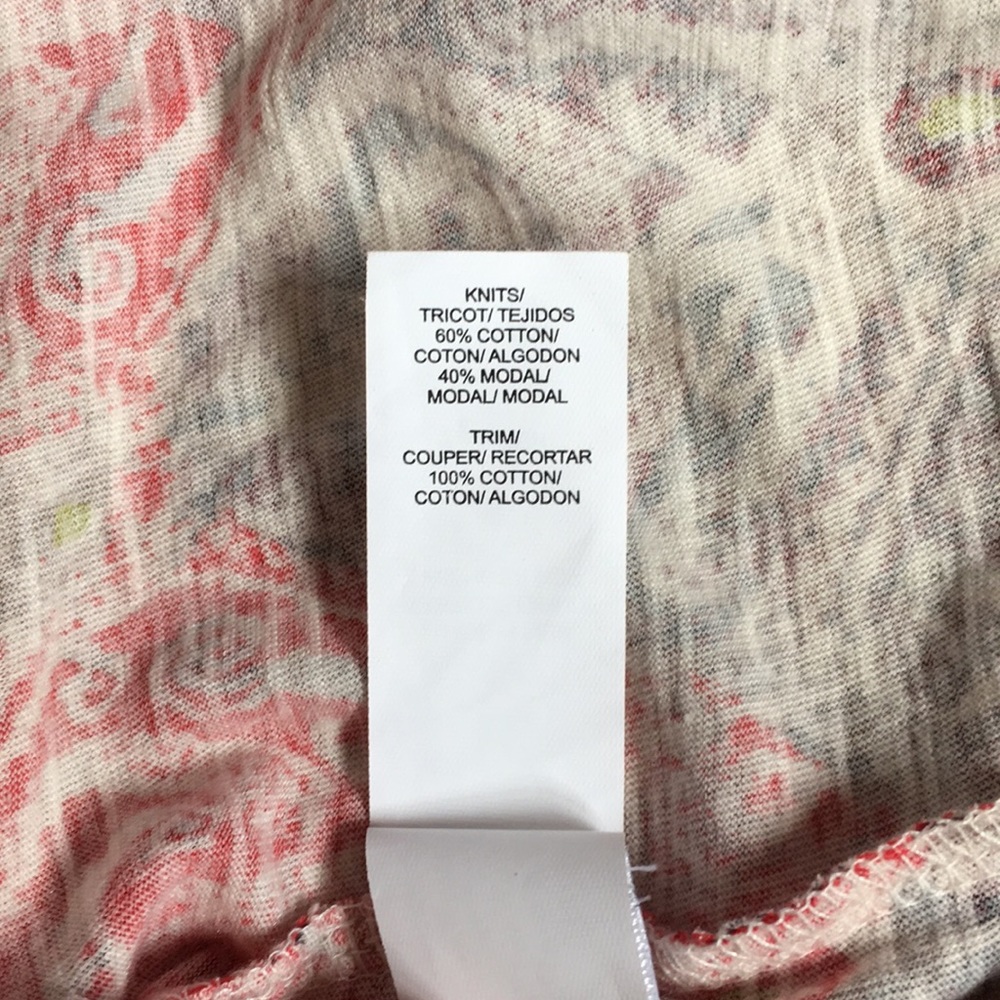 KNITS/
TRICOT/ TEJIDOS
60% COTTON/
COTON/ ALGODON
40% MODAL/
MODAL/ MODAL
TRIM/
COUPER/ RECORTAR
100% COTTON/
COTON/ ALGODON